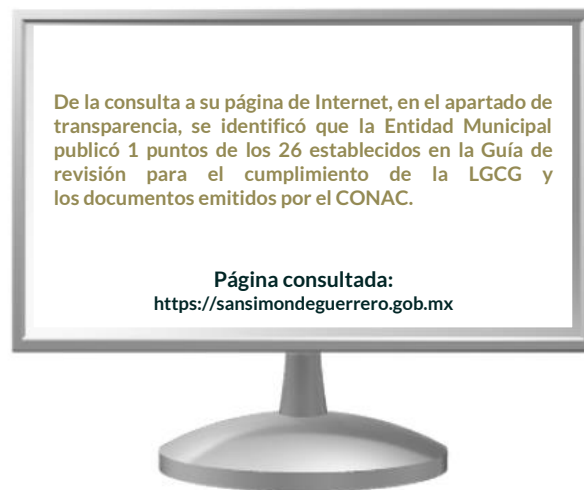 De la consulta a su página de Internet, en el apartado de
transparencia, se identificó que la Entidad Municipal
publicó 1 puntos de los 26 establecidos en la Guía de
revisión para el cumplimiento de la LGCG y
los documentos emitidos por el CONAC.
Página consultada:
https://sansimondeguerrero.gob.mx